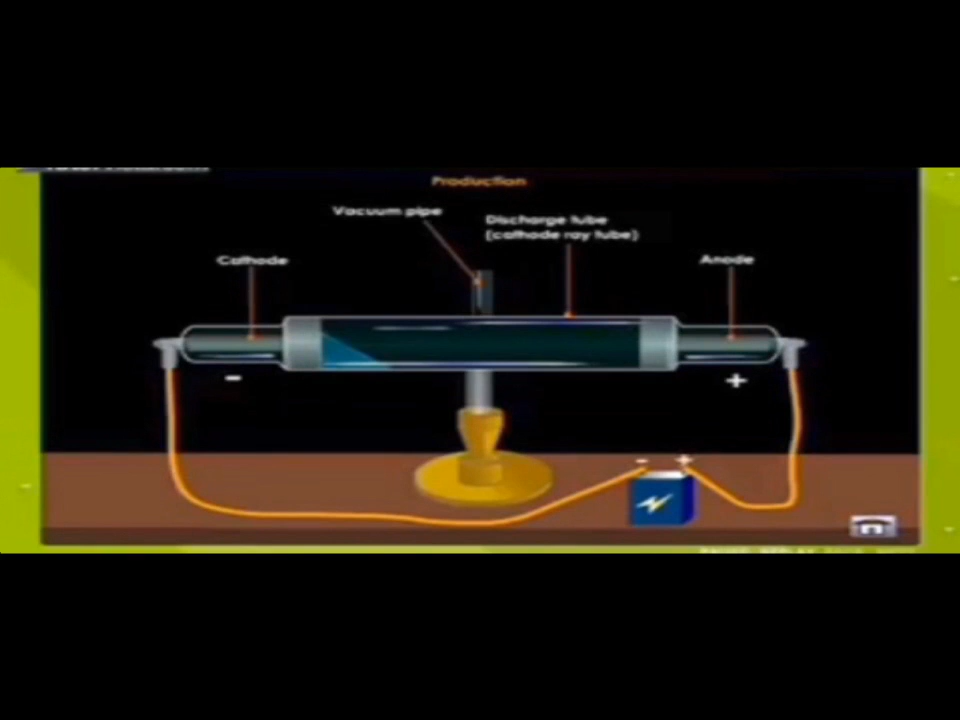 Production
Vacuum pipe
Discharge tube
(cathode ray tube)
Cathode
Anode
-
+
- +